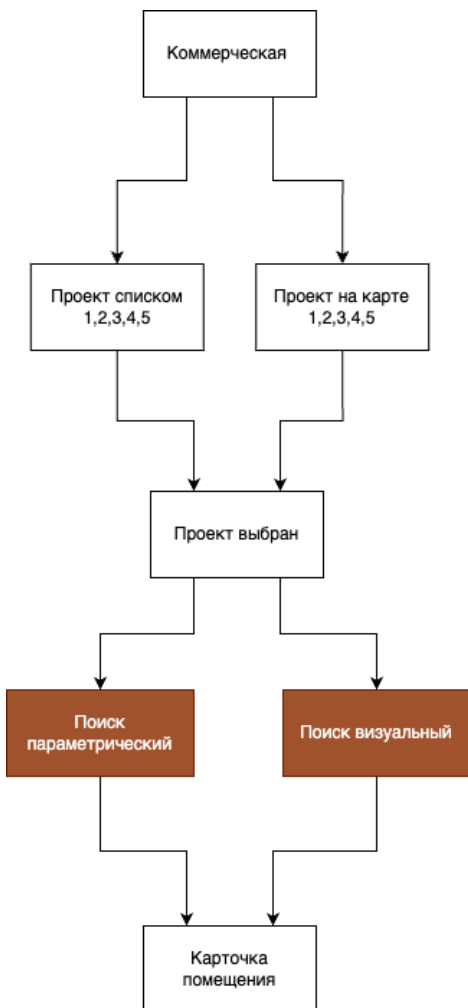 Коммерческая
Проект списком
1,2,3,4,5
Проект на карте
1,2,3,4,5
Проект выбран
Поиск
параметрический
Поиск визуальный
Карточка
помещения